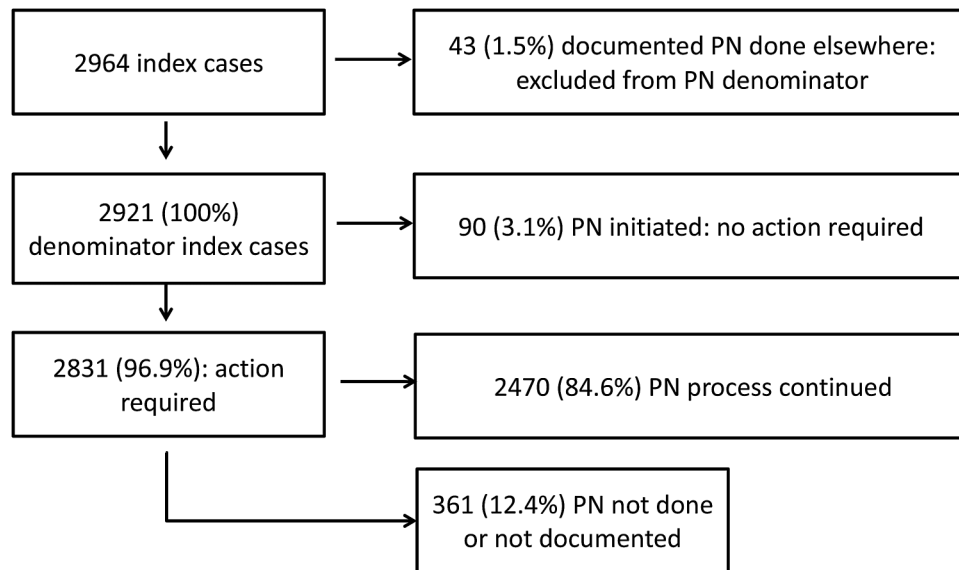 2964 index cases
43 (1.5%) documented PN done elsewhere:
excluded from PN denominator
2921 (100%)
denominator index cases
90 (3.1%) PN initiated: no action required
2831 (96.9%): action
required
2470 (84.6%) PN process continued
361 (12.4%) PN not done
or not documented